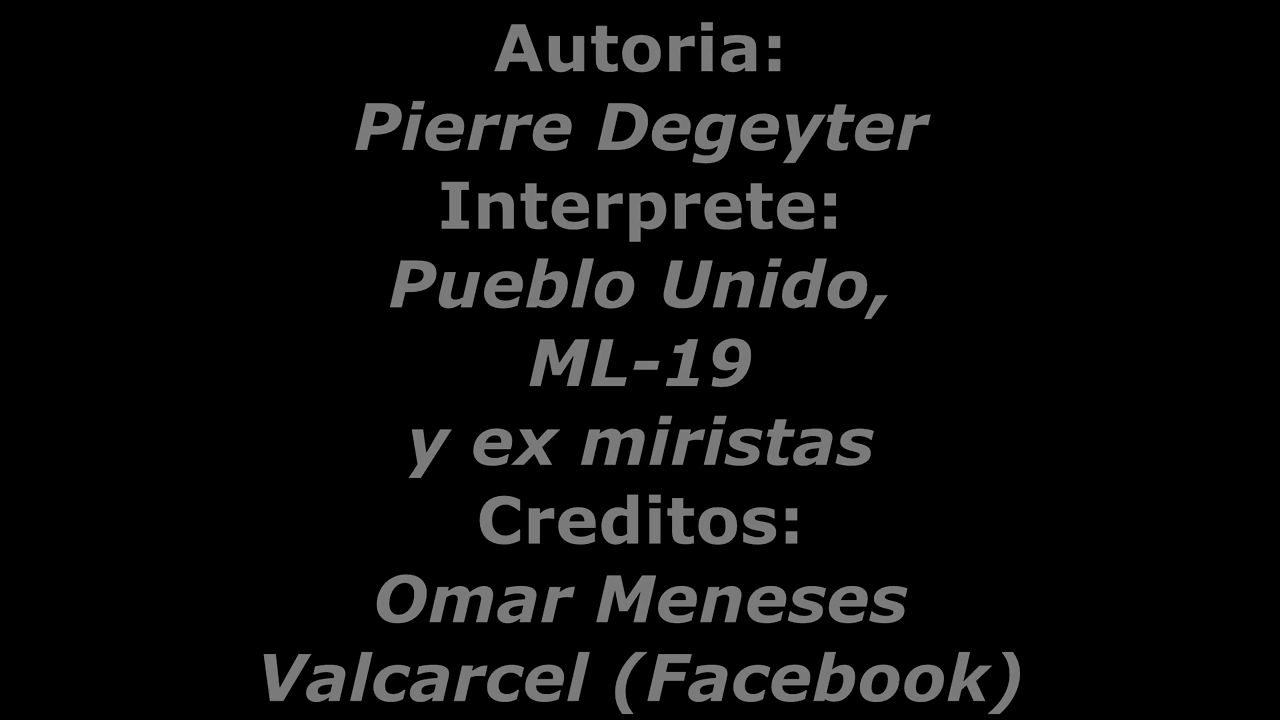 Autoria:
Pierre Degeyter
Interprete:
Pueblo Unido,
ML-19
y ex miristas
Creditos:
Omar Meneses
Valcarcel (Facebook)